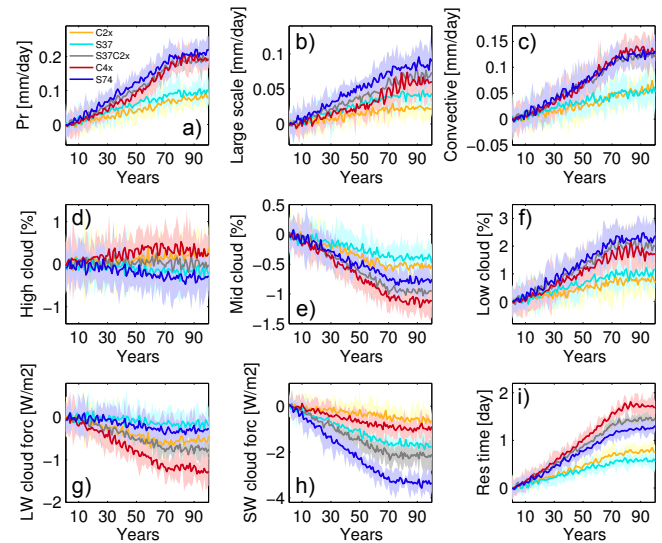 C2x
S37
S37C2x
C4x
S74
a)
Pr [mm/day]
0.2
0.1
0
10 30 50 70 90
Years
b)
Large scale [mm/day]
0.1
0.05
0
10 30 50 70 90
Years
c)
Convective [mm/day]
0.15
0.1
0.05
0
−0.05
10 30 50 70 90
Years
d)
High cloud [%]
1
0
−1
10 30 50 70 90
Years
e)
Mid cloud [%]
0.5
0
−0.5
−1
−1.5
10 30 50 70 90
Years
f)
Low cloud [%]
3
2
1
0
10 30 50 70 90
Years
g)
LW cloud forc [W/m2]
0
−1
−2
10 30 50 70 90
Years
h)
SW cloud forc [W/m2]
0
−2
−4
10 30 50 70 90
Years
i)
Res time [day]
2
1
0
10 30 50 70 90
Years